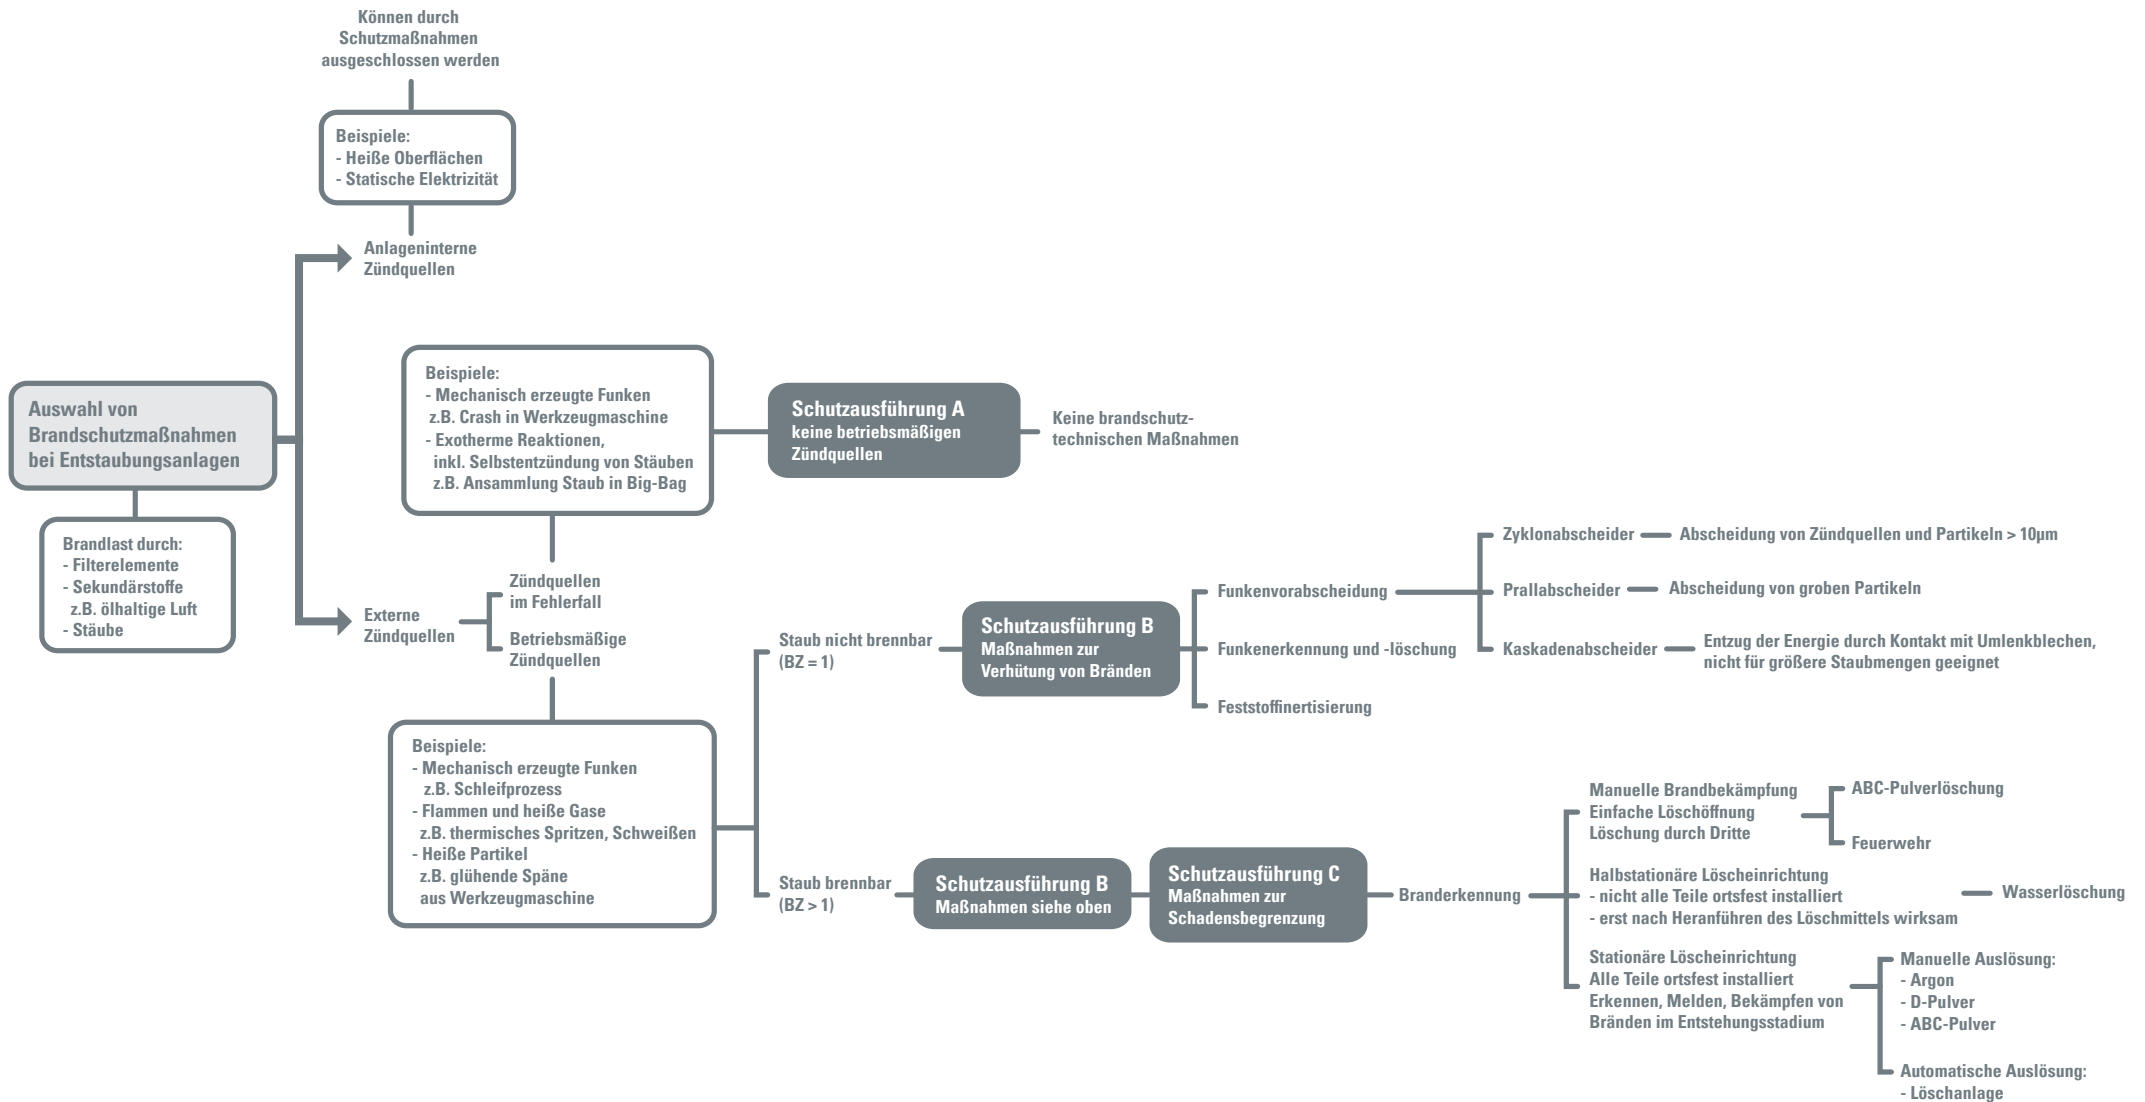 Können durch
Schutzmaßnahmen
ausgeschlossen werden
Beispiele:
- Heiße Oberflächen
- Statische Elektrizität
Anlageninterne
Zündquellen
Auswahl von
Brandschutzmaßnahmen
bei Entstaubungsanlagen
Brandlast durch:
- Filterelemente
- Sekundärstoffe
z.B. ölhaltige Luft
- Stäube
Beispiele:
- Mechanisch erzeugte Funken
z.B. Crash in Werkzeugmaschine
- Exotherme Reaktionen,
inkl. Selbstentzündung von Stäuben
z.B. Ansammlung Staub in Big-Bag
Schutzausführung A
keine betriebsmäßigen
Zündquellen
Keine brandschutz-
technischen Maßnahmen
Externe
Zündquellen
Zündquellen
im Fehlerfall
Betriebsmäßige
Zündquellen
Beispiele:
- Mechanisch erzeugte Funken
z.B. Schleifprozess
- Flammen und heiße Gase
z.B. thermisches Spritzen, Schweißen
- Heiße Partikel
z.B. glühende Späne
aus Werkzeugmaschine
Staub nicht brennbar
(BZ = 1)
Schutzausführung B
Maßnahmen zur
Verhütung von Bränden
Funkenvorabscheidung
Funkenerkennung und -löschung
Feststoffinertisierung
Zyklonabscheider
Abscheidung von Zündquellen und Partikeln > 10µm
Prallabscheider
Abscheidung von groben Partikeln
Kaskadenabscheider
Entzug der Energie durch Kontakt mit Umlenkblechen,
nicht für größere Staubmengen geeignet
Staub brennbar
(BZ > 1)
Schutzausführung B
Maßnahmen siehe oben
Schutzausführung C
Maßnahmen zur
Schadensbegrenzung
Branderkennung
Manuelle Brandbekämpfung
Einfache Löschöffnung
Löschung durch Dritte
ABC-Pulverlöschung
Feuerwehr
Halbstationäre Löscheinrichtung
- nicht alle Teile ortsfest installiert
- erst nach Heranführen des Löschmittels wirksam
Wasserlöschung
Stationäre Löscheinrichtung
Alle Teile ortsfest installiert
Erkennen, Melden, Bekämpfen von
Bränden im Entstehungsstadium
Manuelle Auslösung:
- Argon
- D-Pulver
- ABC-Pulver
Automatische Auslösung:
- Löschanlage